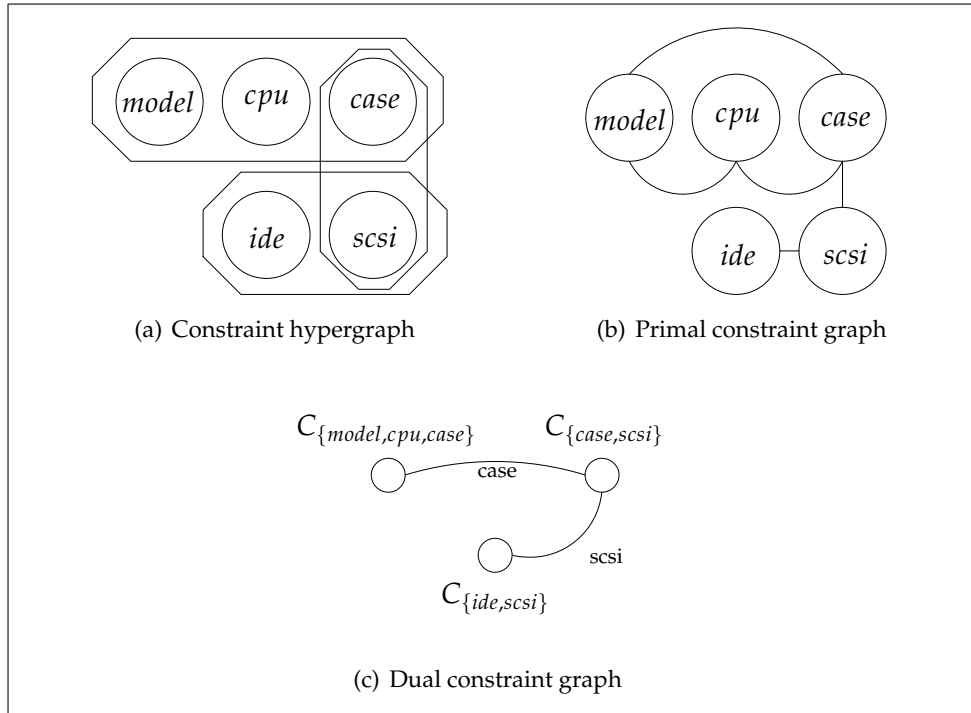 model cpu case
ide scsi
(a) Constraint hypergraph
model cpu case
ide scsi
(b) Primal constraint graph
C{model,cpu,case} C{case,scsi}
case
scsi
C{ide,scsi}
(c) Dual constraint graph